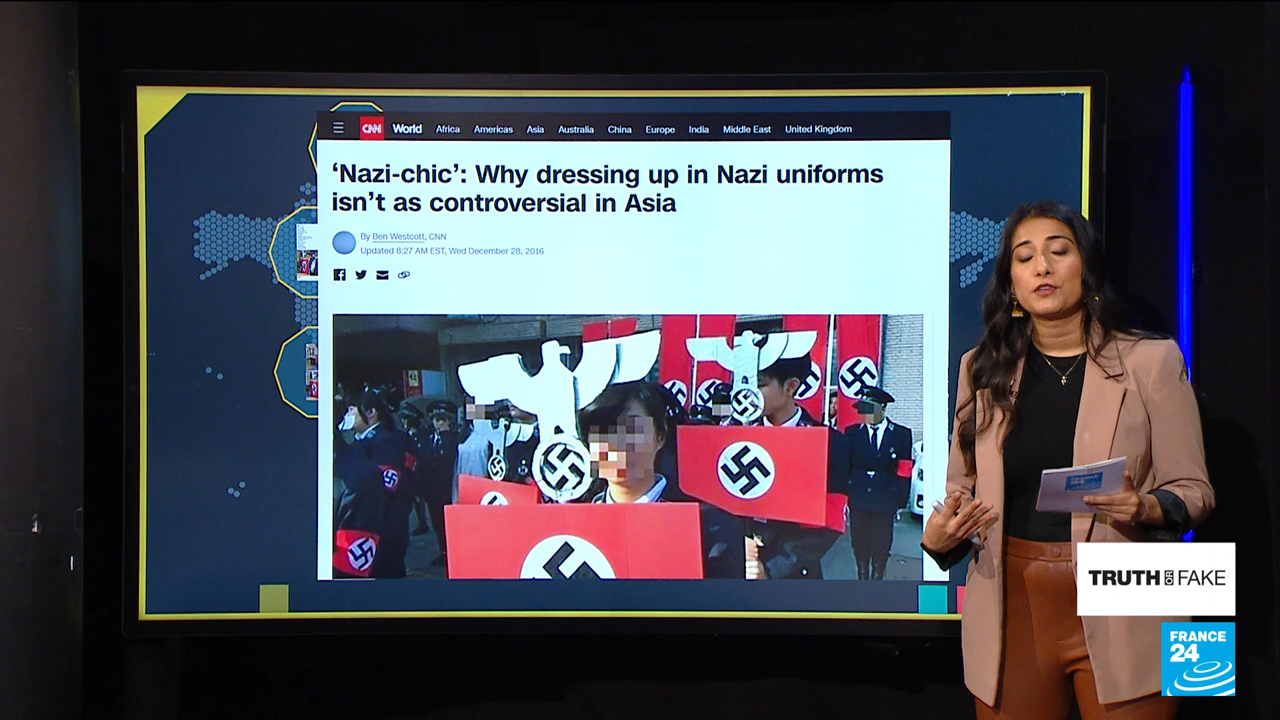 CNN World Africa Americas Asia Australia China Europe India Middle East United Kingdom
‘Nazi-chic’: Why dressing up in Nazi uniforms
isn’t as controversial in Asia
By Ben Westcott, CNN
Updated 8:27 AM EST, Wed December 28, 2016
TRUTH OR FAKE
FRANCE
24